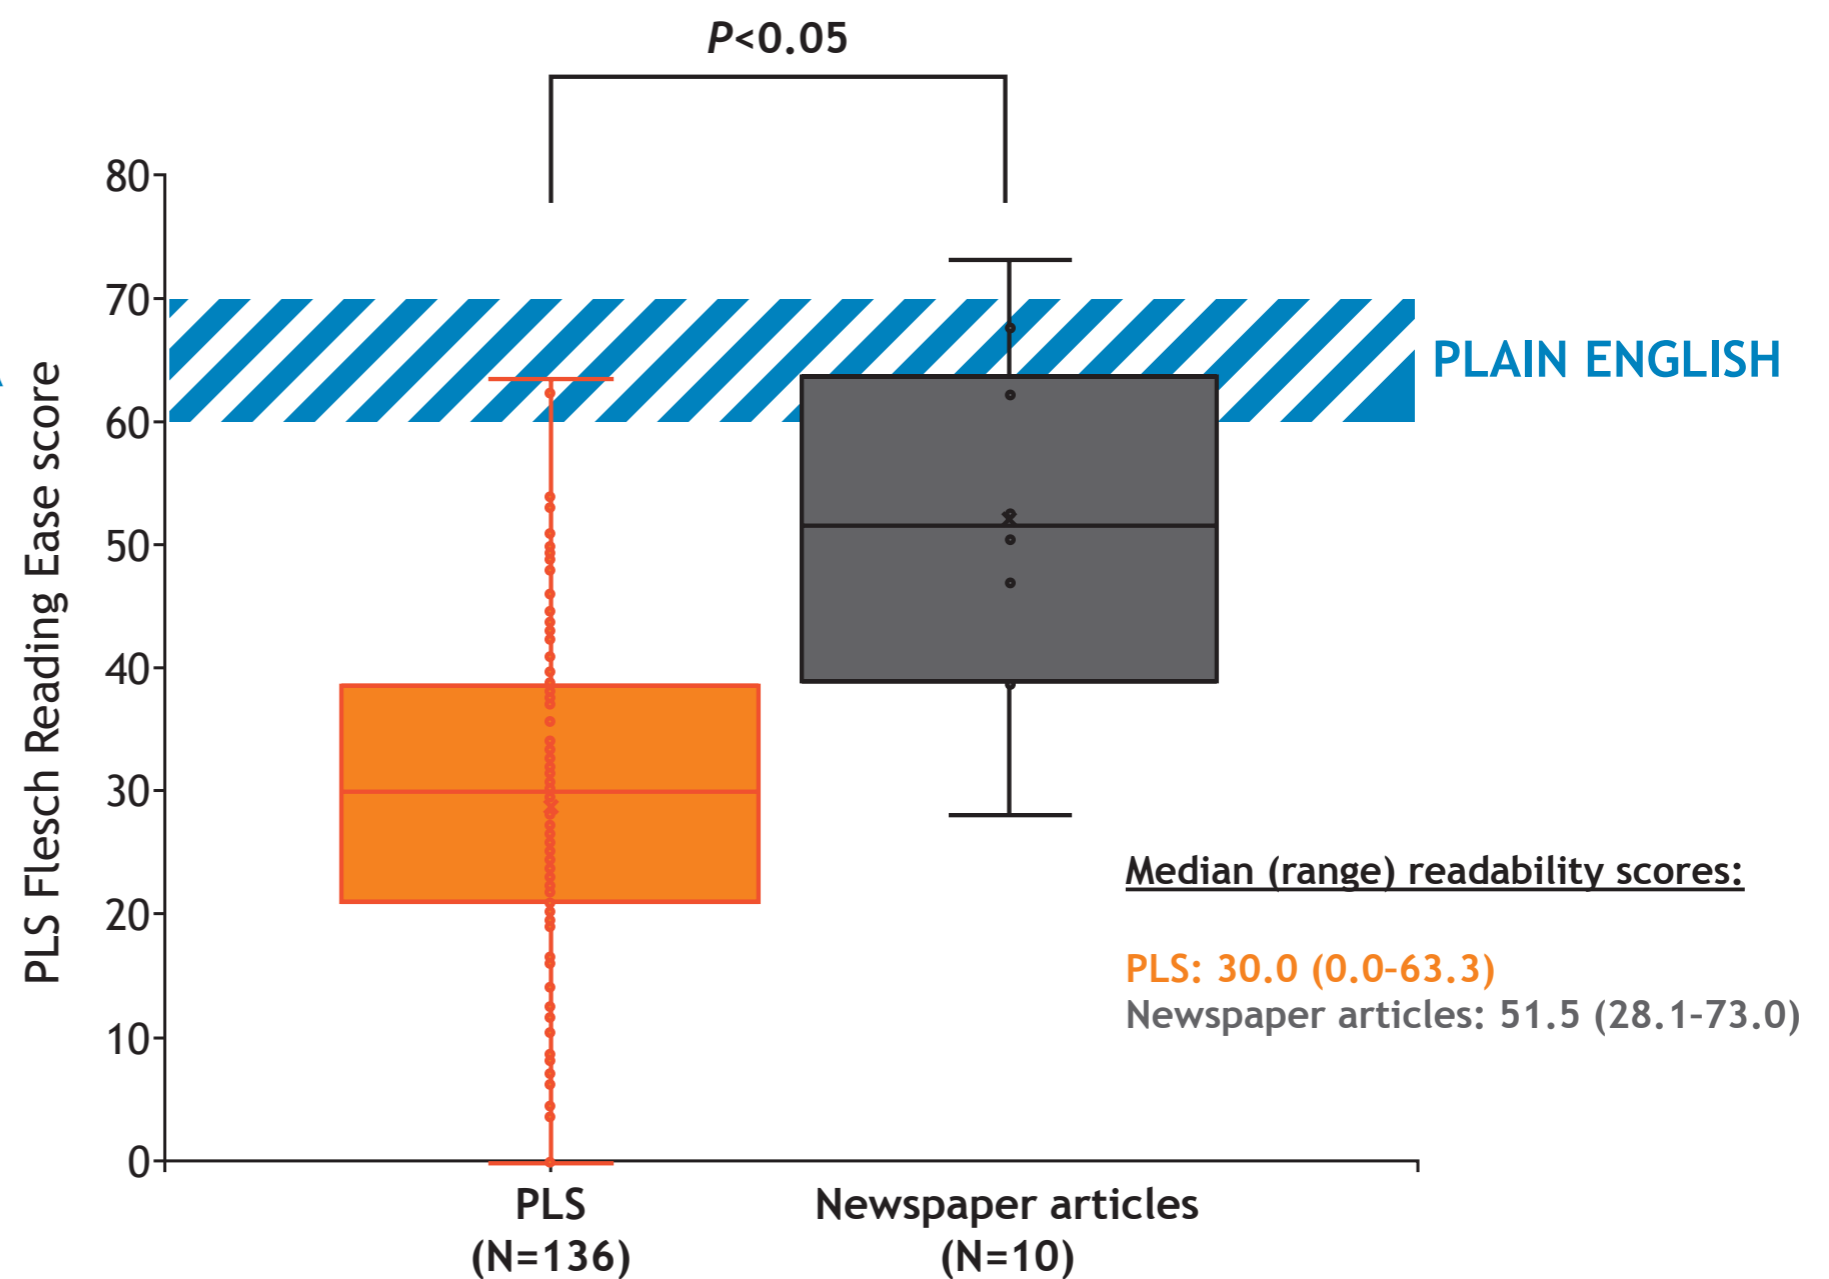 P<0.05
80
70
60
50
40
30
20
10
0
PLS Flesch Reading Ease score
PLAIN ENGLISH
Median (range) readability scores:
PLS: 30.0 (0.0–63.3)
Newspaper articles: 51.5 (28.1–73.0)
PLS
(N=136)
Newspaper articles
(N=10)